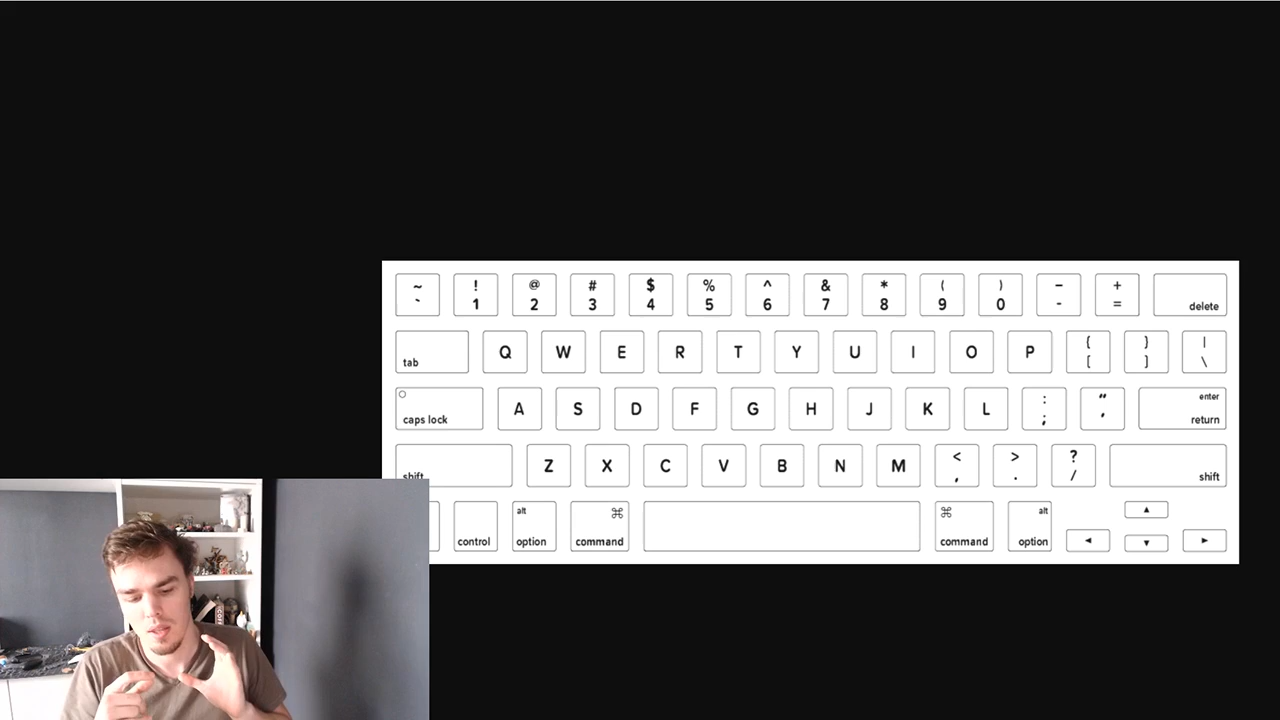 ~ ! @ # $ % ^ & * ( ) – +
` 1 2 3 4 5 6 7 8 9 0 - = delete
tab Q W E R T Y U I O P { [ } ] | \
caps lock A S D F G H J K L : ; “ ‘ enter return
shift Z X C V B N M < , > . ? / shift
control alt option ⌘ command ⌘ command alt option ◄ ▲ ▼ ►